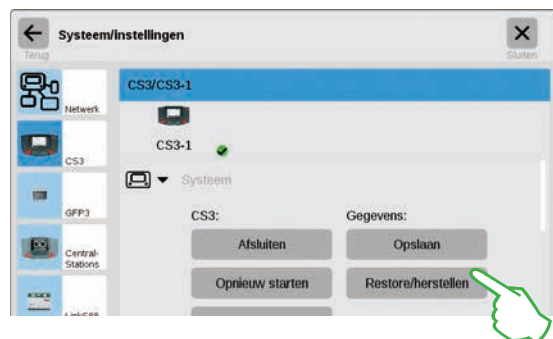 Systeem/instellingen
Terug
Sluiten
Netwerk
CS3/CS3-1
CS3-1
CS3
Systeem
GFP3
CS3:
Gegevens:
Afsluiten
Opslaan
Central-
Stations
Opnieuw starten
Restore/herstellen
LinkS88